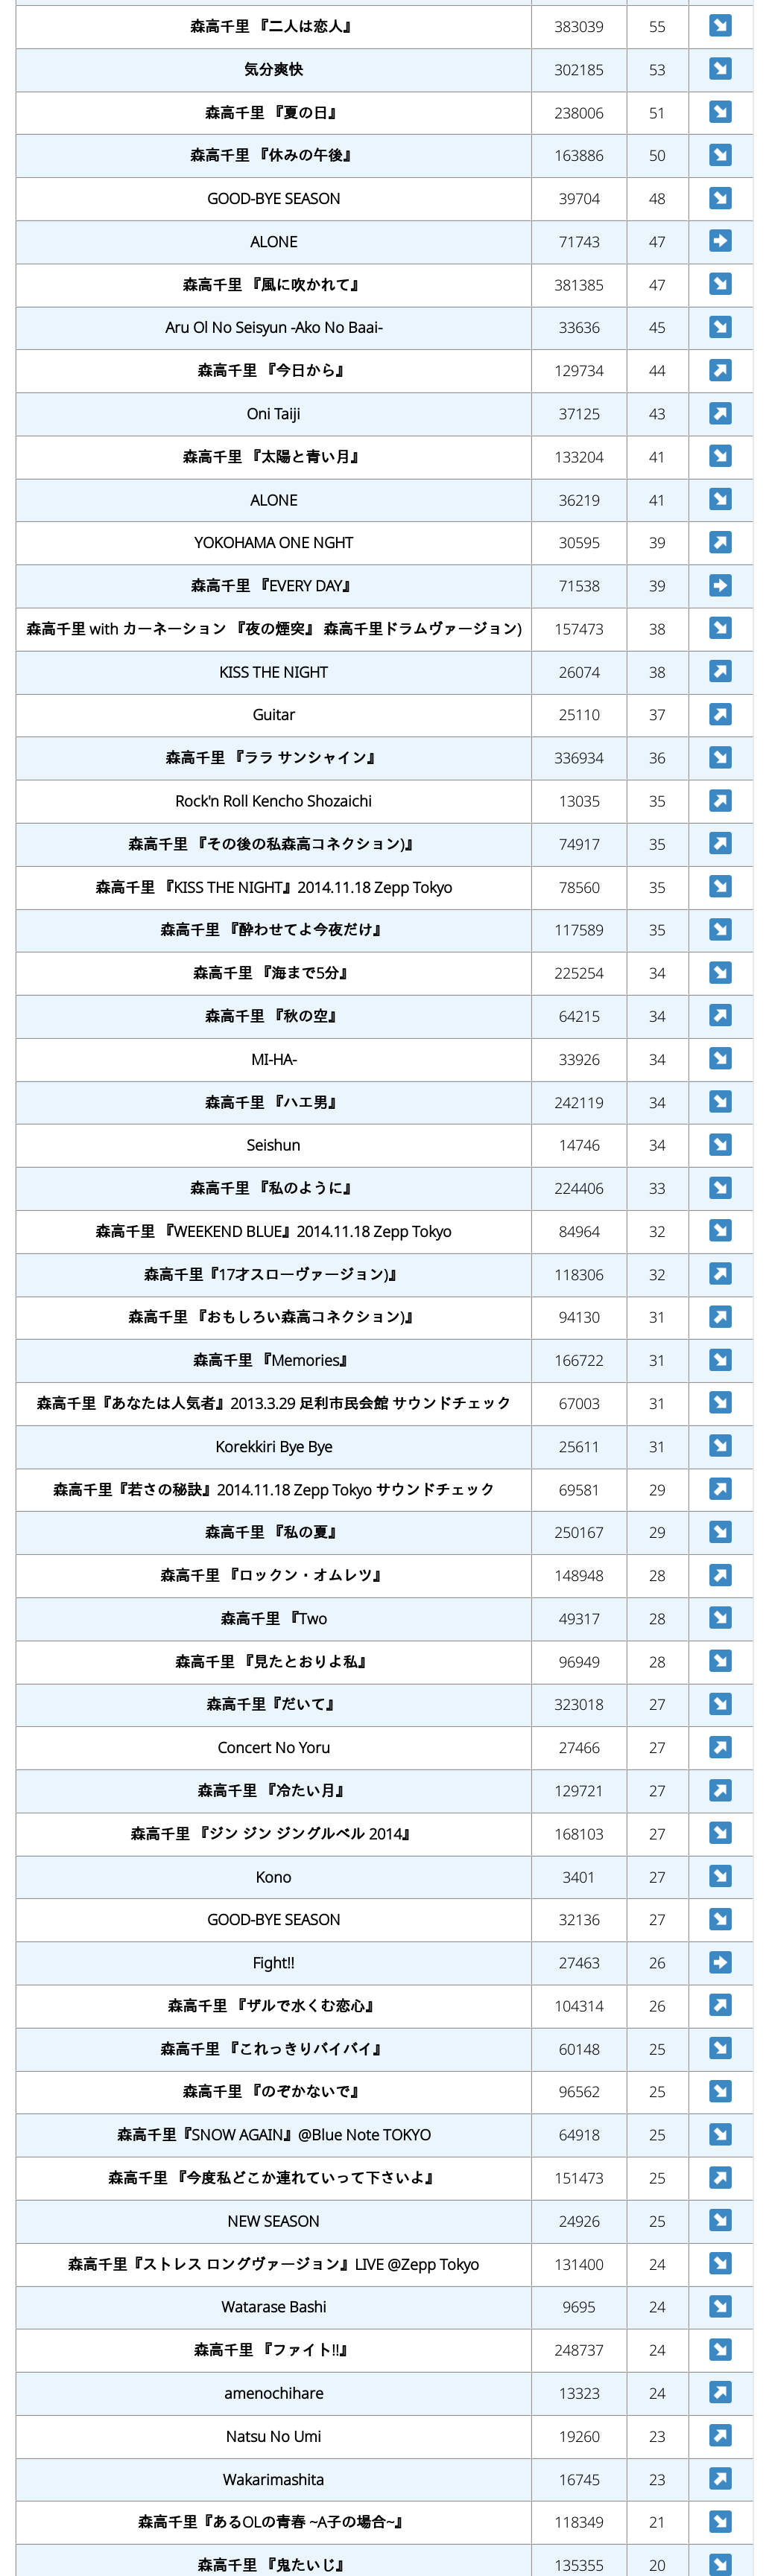 森高千里 『二人は恋人』 383039 55
気分爽快 302185 53
森高千里 『夏の日』 238006 51
森高千里 『休みの午後』 163886 50
GOOD-BYE SEASON 39704 48
ALONE 71743 47
森高千里 『風に吹かれて』 381385 47
Aru Ol No Seisyun -Ako No Baai- 33636 45
森高千里 『今日から』 129734 44
Oni Taiji 37125 43
森高千里 『太陽と青い月』 133204 41
ALONE 36219 41
YOKOHAMA ONE NGHT 30595 39
森高千里 『EVERY DAY』 71538 39
森高千里 with カーネーション 『夜の煙突』 森高千里ドラムヴァージョン) 157473 38
KISS THE NIGHT 26074 38
Guitar 25110 37
森高千里 『ララ サンシャイン』 336934 36
Rock'n Roll Kencho Shozaichi 13035 35
森高千里 『その後の私森高コネクション)』 74917 35
森高千里 『KISS THE NIGHT』2014.11.18 Zepp Tokyo 78560 35
森高千里 『酔わせてよ今夜だけ』 117589 35
森高千里 『海まで5分』 225254 34
森高千里 『秋の空』 64215 34
MI-HA- 33926 34
森高千里 『ハエ男』 242119 34
Seishun 14746 34
森高千里 『私のように』 224406 33
森高千里 『WEEKEND BLUE』2014.11.18 Zepp Tokyo 84964 32
森高千里『17才スローヴァージョン)』 118306 32
森高千里 『おもしろい森高コネクション)』 94130 31
森高千里 『Memories』 166722 31
森高千里『あなたは人気者』2013.3.29 足利市民会館 サウンドチェック 67003 31
Korekkiri Bye Bye 25611 31
森高千里『若さの秘訣』2014.11.18 Zepp Tokyo サウンドチェック 69581 29
森高千里 『私の夏』 250167 29
森高千里 『ロックン・オムレツ』 148948 28
森高千里 『Two 49317 28
森高千里 『見たとおりよ私』 96949 28
森高千里『だいて』 323018 27
Concert No Yoru 27466 27
森高千里 『冷たい月』 129721 27
森高千里 『ジン ジン ジングルベル 2014』 168103 27
Kono 3401 27
GOOD-BYE SEASON 32136 27
Fight!! 27463 26
森高千里 『ザルで水くむ恋心』 104314 26
森高千里 『これっきりバイバイ』 60148 25
森高千里 『のぞかないで』 96562 25
森高千里『SNOW AGAIN』@Blue Note TOKYO 64918 25
森高千里 『今度私どこか連れていって下さいよ』 151473 25
NEW SEASON 24926 25
森高千里『ストレス ロングヴァージョン』LIVE @Zepp Tokyo 131400 24
Watarase Bashi 9695 24
森高千里 『ファイト!!』 248737 24
amenochihare 13323 24
Natsu No Umi 19260 23
Wakarimashita 16745 23
森高千里『あるOLの青春 ~A子の場合~』 118349 21
森高千里 『鬼たいじ』 135355 20